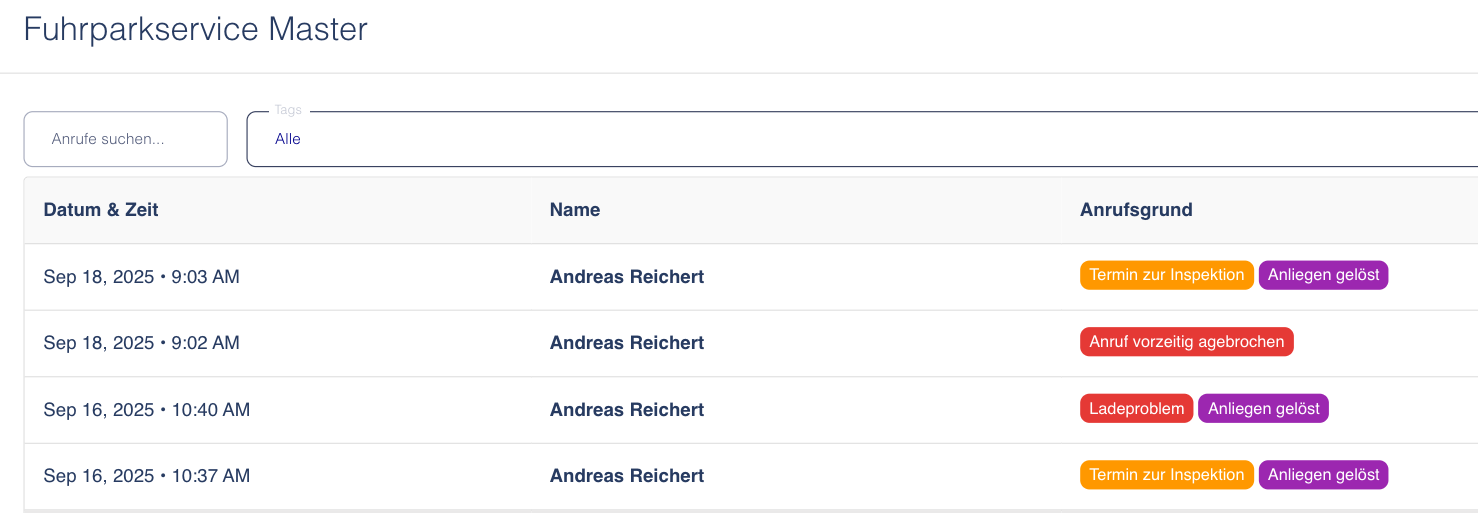 Fuhrparkservice Master
Tags
Anrufe suchen... Alle
Datum & Zeit Name Anrufsgrund
Sep 18, 2025 • 9:03 AM Andreas Reichert Termin zur Inspektion Anliegen gelöst
Sep 18, 2025 • 9:02 AM Andreas Reichert Anruf vorzeitig agebrochen
Sep 16, 2025 • 10:40 AM Andreas Reichert Ladeproblem Anliegen gelöst
Sep 16, 2025 • 10:37 AM Andreas Reichert Termin zur Inspektion Anliegen gelöst